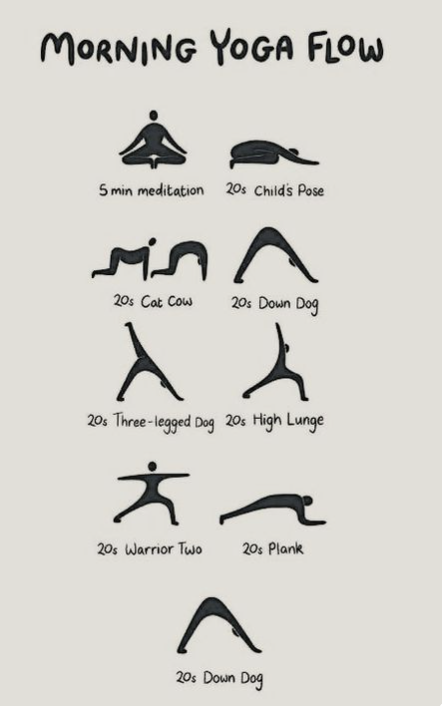 MORNING YOGA FLOW
5 min meditation
20s Child's Pose
20s Cat Cow
20s Down Dog
20s Three-legged Dog
20s High Lunge
20s Warrior Two
20s Plank
20s Down Dog